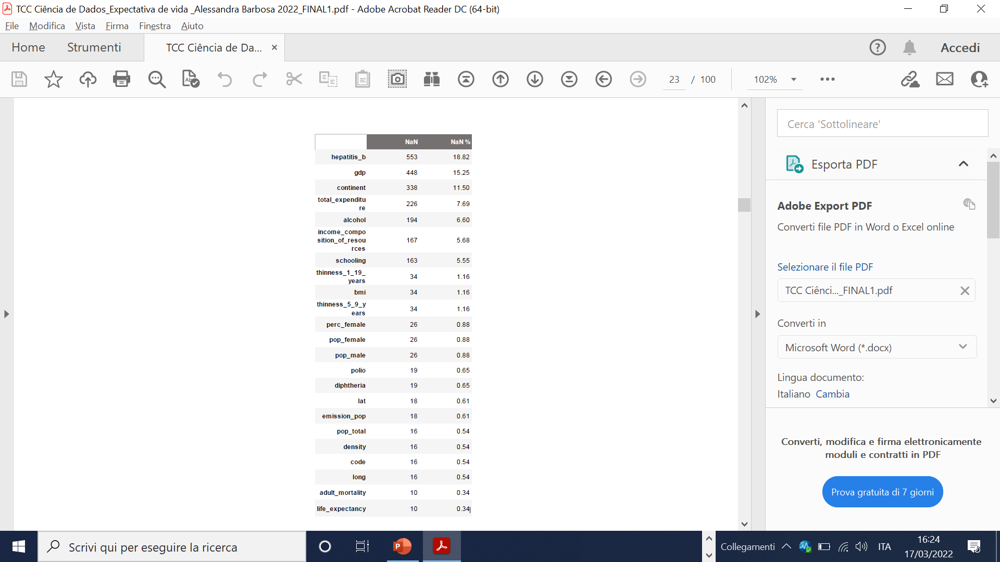 TCC Ciência de Dados_Expectativa de vida _Alessandra Barbosa 2022_FINAL1.pdf - Adobe Acrobat Reader DC (64-bit)
File Modifica Vista Firma Finestra Aiuto
Home Strumenti TCC Ciência de Da... × Accedi
23 / 100 102%
NaN NaN %
hepatitis_b 553 18.82
gdp 448 15.25
continent 338 11.50
total_expenditu
re 226 7.69
alcohol 194 6.60
income_compo
sition_of_resou 167 5.68
rces
schooling 163 5.55
thinness_1_19_
years 34 1.16
bmi 34 1.16
thinness_5_9_y
ears 34 1.16
perc_female 26 0.88
pop_female 26 0.88
pop_male 26 0.88
polio 19 0.65
diphtheria 19 0.65
lat 18 0.61
emission_pop 18 0.61
pop_total 16 0.54
density 16 0.54
code 16 0.54
long 16 0.54
adult_mortality 10 0.34
life_expectancy 10 0.34
Cerca 'Sottolineare'
Esporta PDF
Adobe Export PDF
Converti file PDF in Word o Excel online
Selezionare il file PDF
TCC Ciênci..._FINAL1.pdf
Converti in
Microsoft Word (*.docx)
Lingua documento:
Italiano Cambia
Converti, modifica e firma elettronicamente
moduli e contratti in PDF
Prova gratuita di 7 giorni
Scrivi qui per eseguire la ricerca
Collegamenti ITA
16:24
17/03/2022